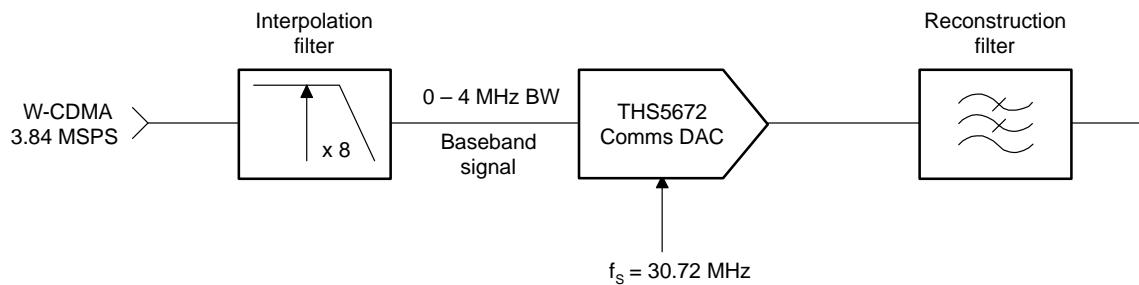 Interpolation
filter
Reconstruction
filter
W-CDMA
3.84 MSPS
x 8
0 – 4 MHz BW
Baseband
signal
THS5672
Comms DAC
fS = 30.72 MHz